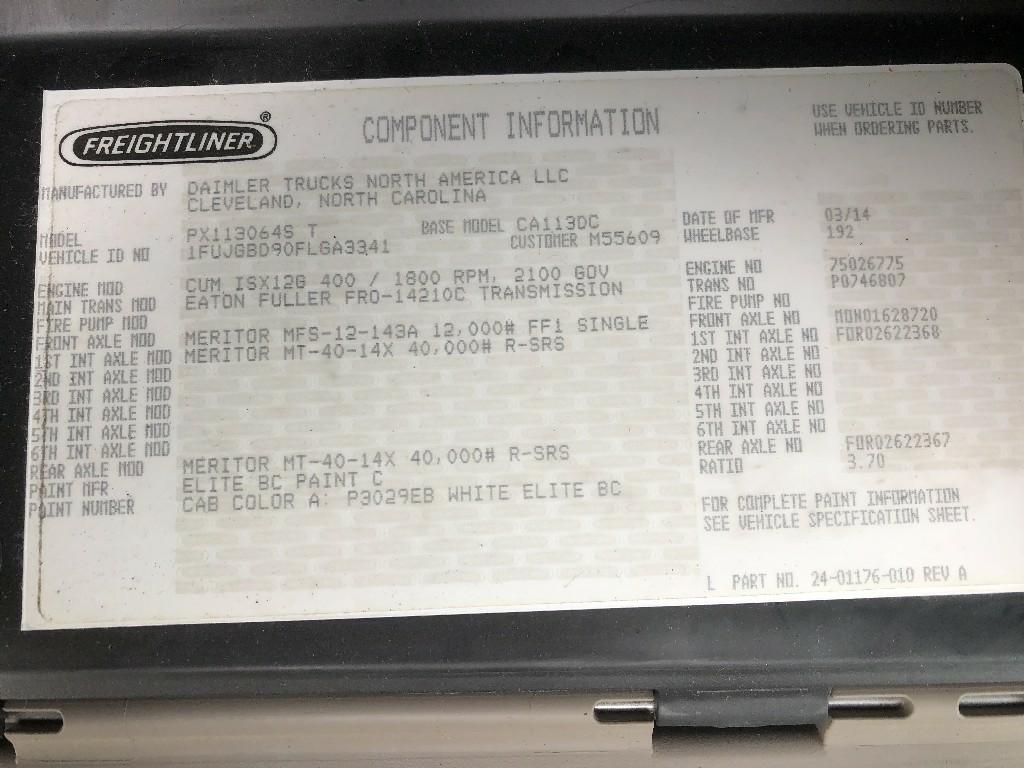 FREIGHTLINER®
COMPONENT INFORMATION
USE VEHICLE ID NUMBER
WHEN ORDERING PARTS.
MANUFACTURED BY DAIMLER TRUCKS NORTH AMERICA LLC
CLEVELAND, NORTH CAROLINA
MODEL PX113064S T BASE MODEL CA113DC
VEHICLE ID NO 1FUJGBD90FLGA3341 CUSTOMER M55609
DATE OF MFR 03/14
WHEELBASE 192
ENGINE MOD CUM ISX12G 400 / 1800 RPM, 2100 GOV
MAIN TRANS MOD EATON FULLER FRO-14210C TRANSMISSION
FIRE PUMP MOD
FRONT AXLE MOD MERITOR MFS-12-143A 12,000# FF1 SINGLE
1ST INT AXLE MOD MERITOR MT-40-14X 40,000# R-SRS
2ND INT AXLE MOD
3RD INT AXLE MOD
4TH INT AXLE MOD
5TH INT AXLE MOD
6TH INT AXLE MOD
REAR AXLE MOD MERITOR MT-40-14X 40,000# R-SRS
PAINT MFR ELITE BC PAINT C
PAINT NUMBER CAB COLOR A: P3029EB WHITE ELITE BC
ENGINE NO 75026775
TRANS NO P0746807
FIRE PUMP NO
FRONT AXLE NO MON01628720
1ST INT AXLE NO FOR02622368
2ND INT AXLE NO
3RD INT AXLE NO
4TH INT AXLE NO
5TH INT AXLE NO
6TH INT AXLE NO
REAR AXLE NO FOR02622367
RATIO 3.70
FOR COMPLETE PAINT INFORMATION
SEE VEHICLE SPECIFICATION SHEET.
L PART NO. 24-01176-010 REV A